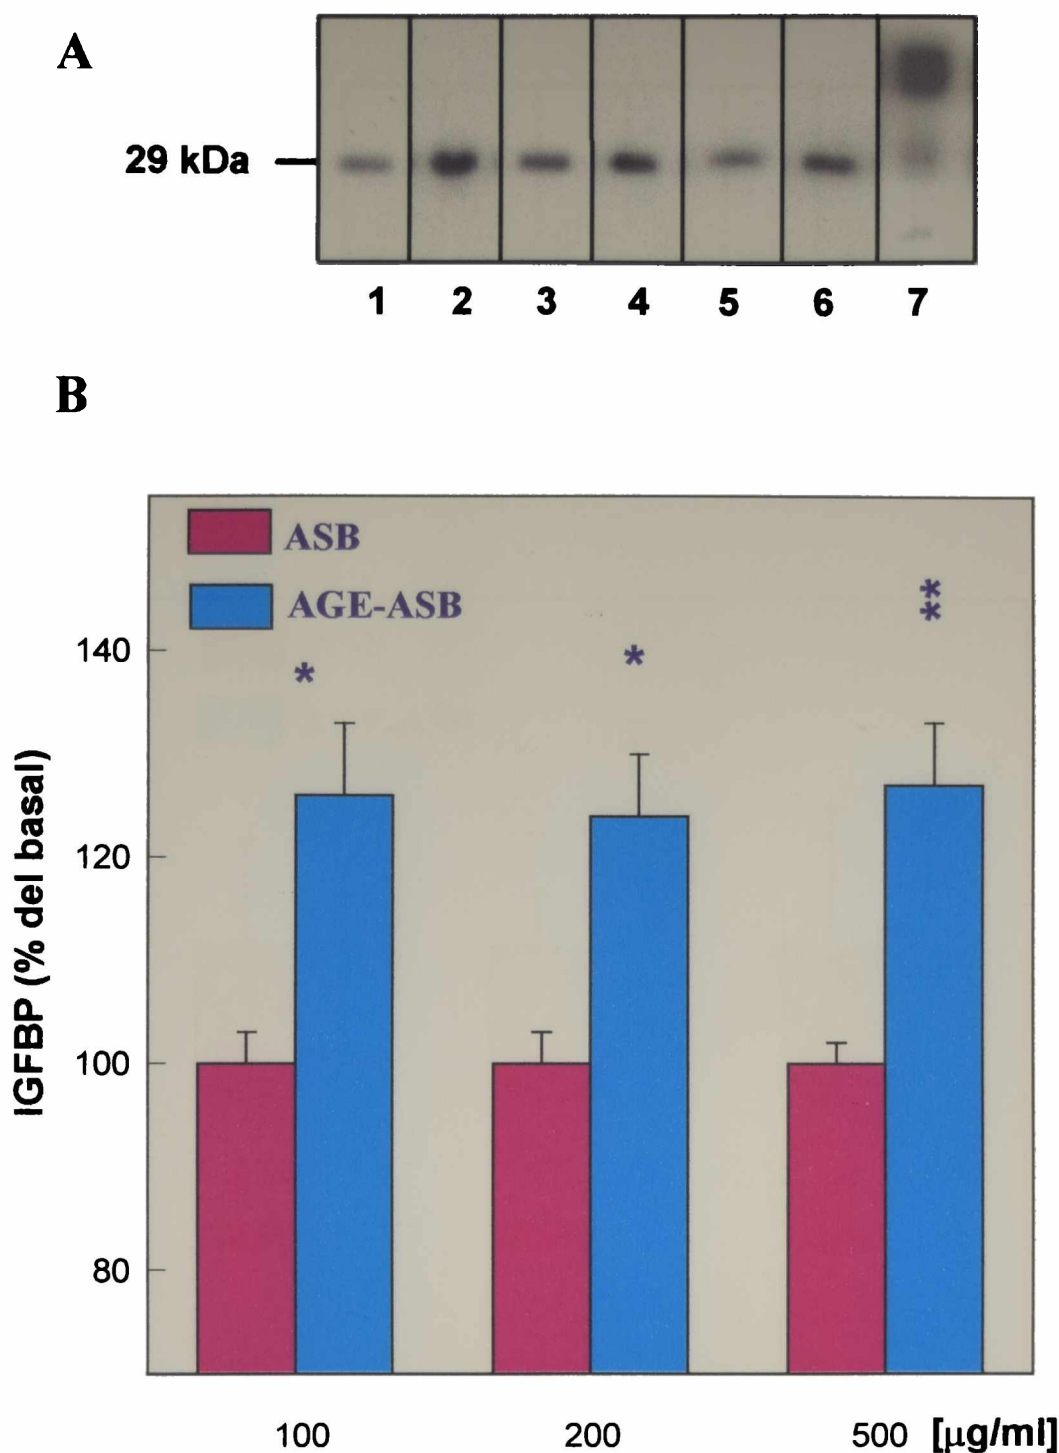 A
29 kDa
1 2 3 4 5 6 7
B
ASB
AGE-ASB
* * **
140
120
100
80
IGFBP (% del basal)
100 200 500 [µg/ml]